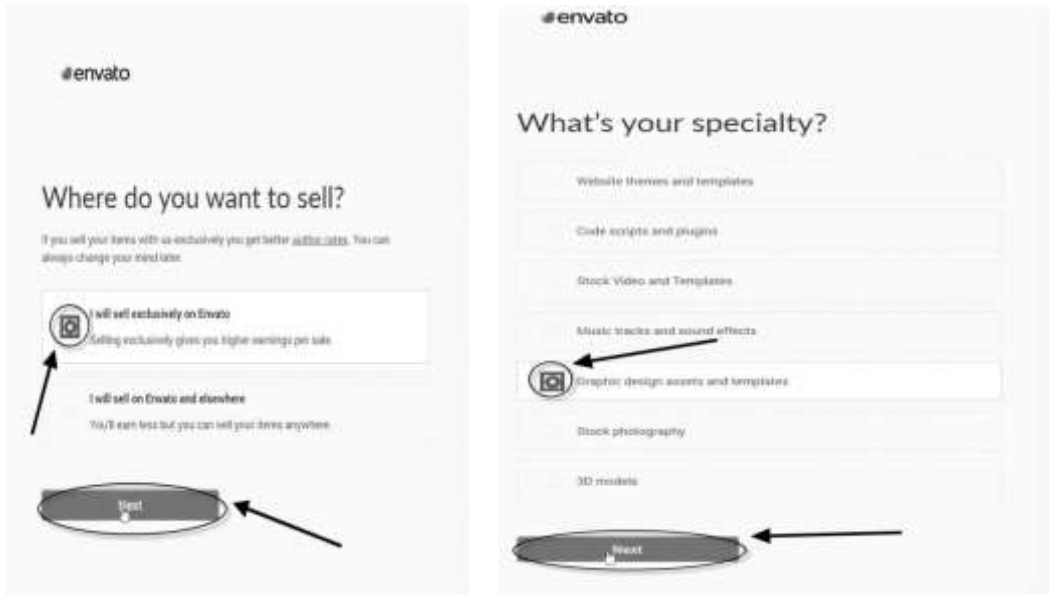 envato
Where do you want to sell?
If you sell your items with us exclusively you get better author rates. You can
always change your mind later.
I will sell exclusively on Envato
Selling exclusively gives you higher earnings per sale.
I will sell on Envato and elsewhere
You'll earn less but you can sell your items anywhere.
Next
envato
What's your specialty?
Website themes and templates
Code scripts and plugins
Stock Video and Templates
Music tracks and sound effects
Graphic design assets and templates
Stock photography
3D models
Next